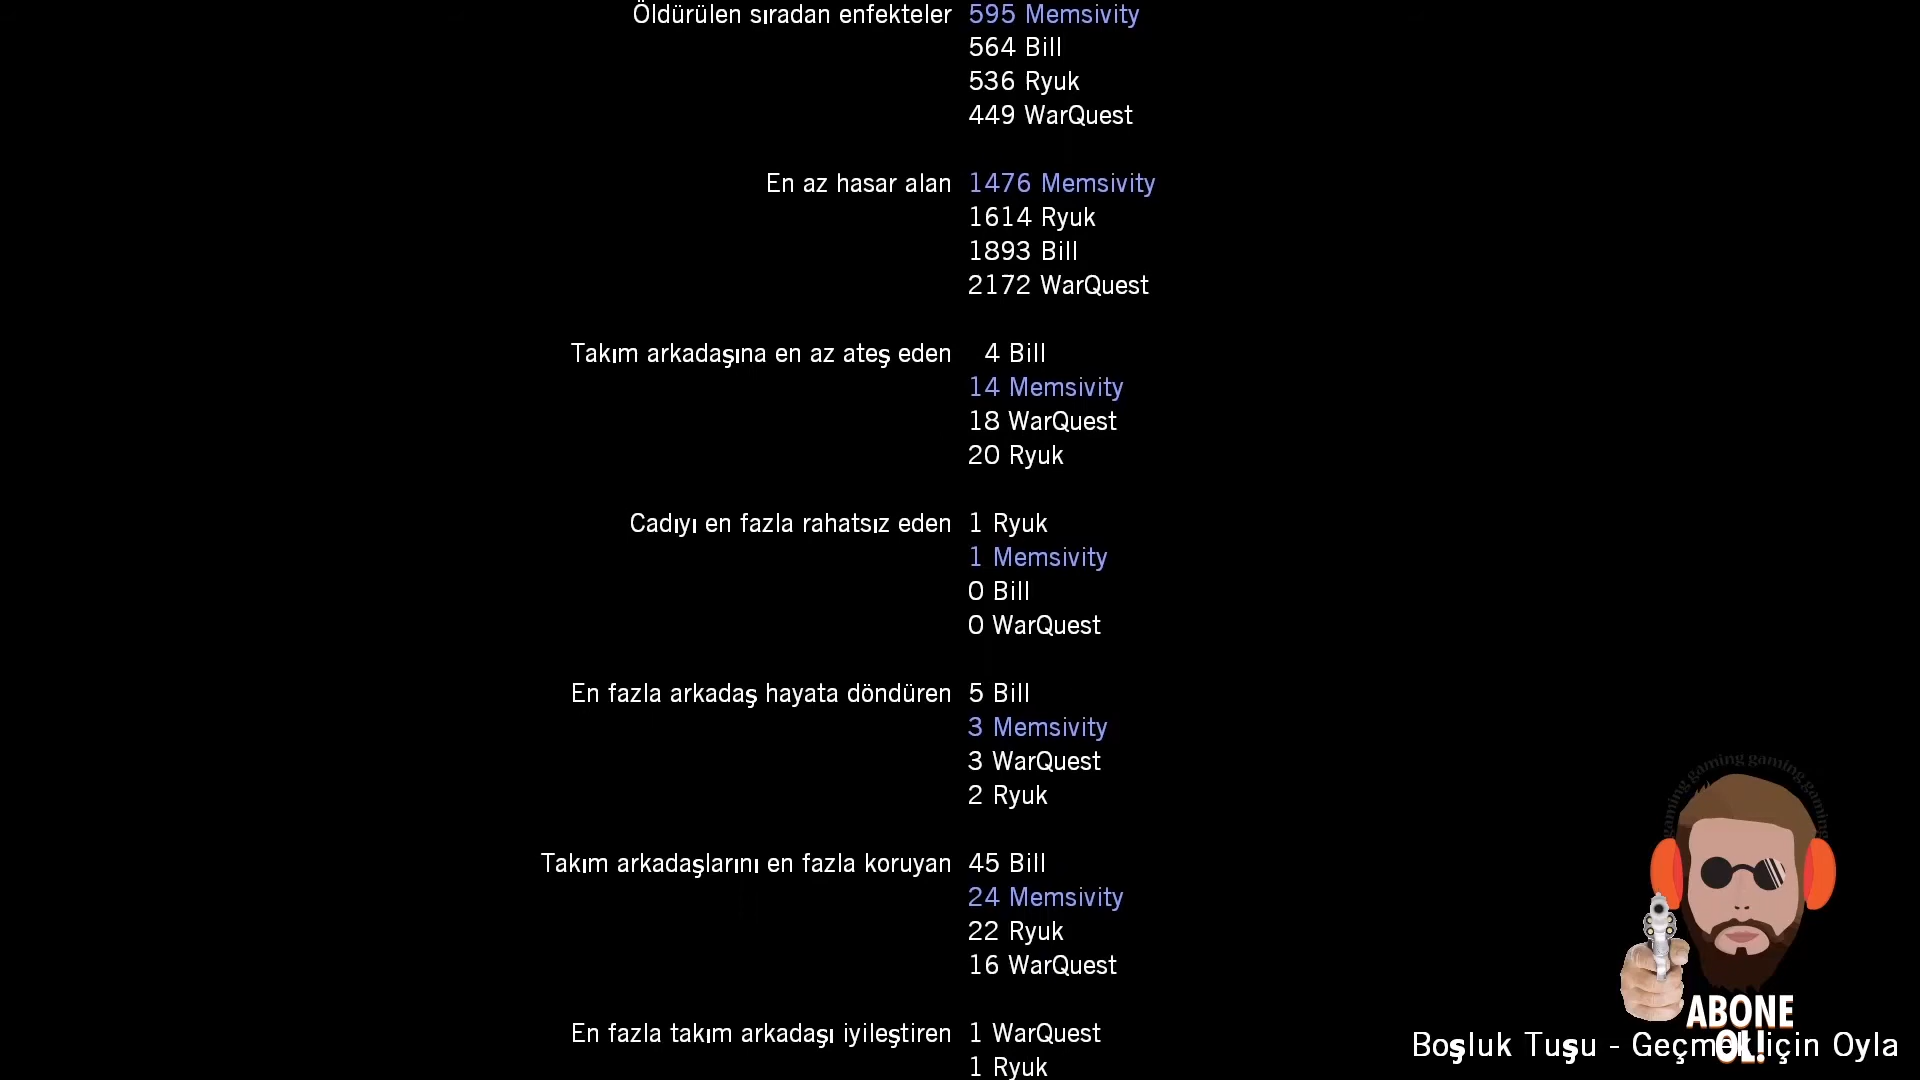 Öldürülen sıradan enfekteler 595 Memsivity
564 Bill
536 Ryuk
449 WarQuest
En az hasar alan 1476 Memsivity
1614 Ryuk
1893 Bill
2172 WarQuest
Takım arkadaşına en az ateş eden 4 Bill
14 Memsivity
18 WarQuest
20 Ryuk
Cadıyı en fazla rahatsız eden 1 Ryuk
1 Memsivity
0 Bill
0 WarQuest
En fazla arkadaş hayata döndüren 5 Bill
3 Memsivity
3 WarQuest
2 Ryuk
Takım arkadaşlarını en fazla koruyan 45 Bill
24 Memsivity
22 Ryuk
16 WarQuest
En fazla takım arkadaşı iyileştiren 1 WarQuest
1 Ryuk
gaming gaming gaming gaming
ABONE
OL!
Boşluk Tuşu - Geçmek için Oyla